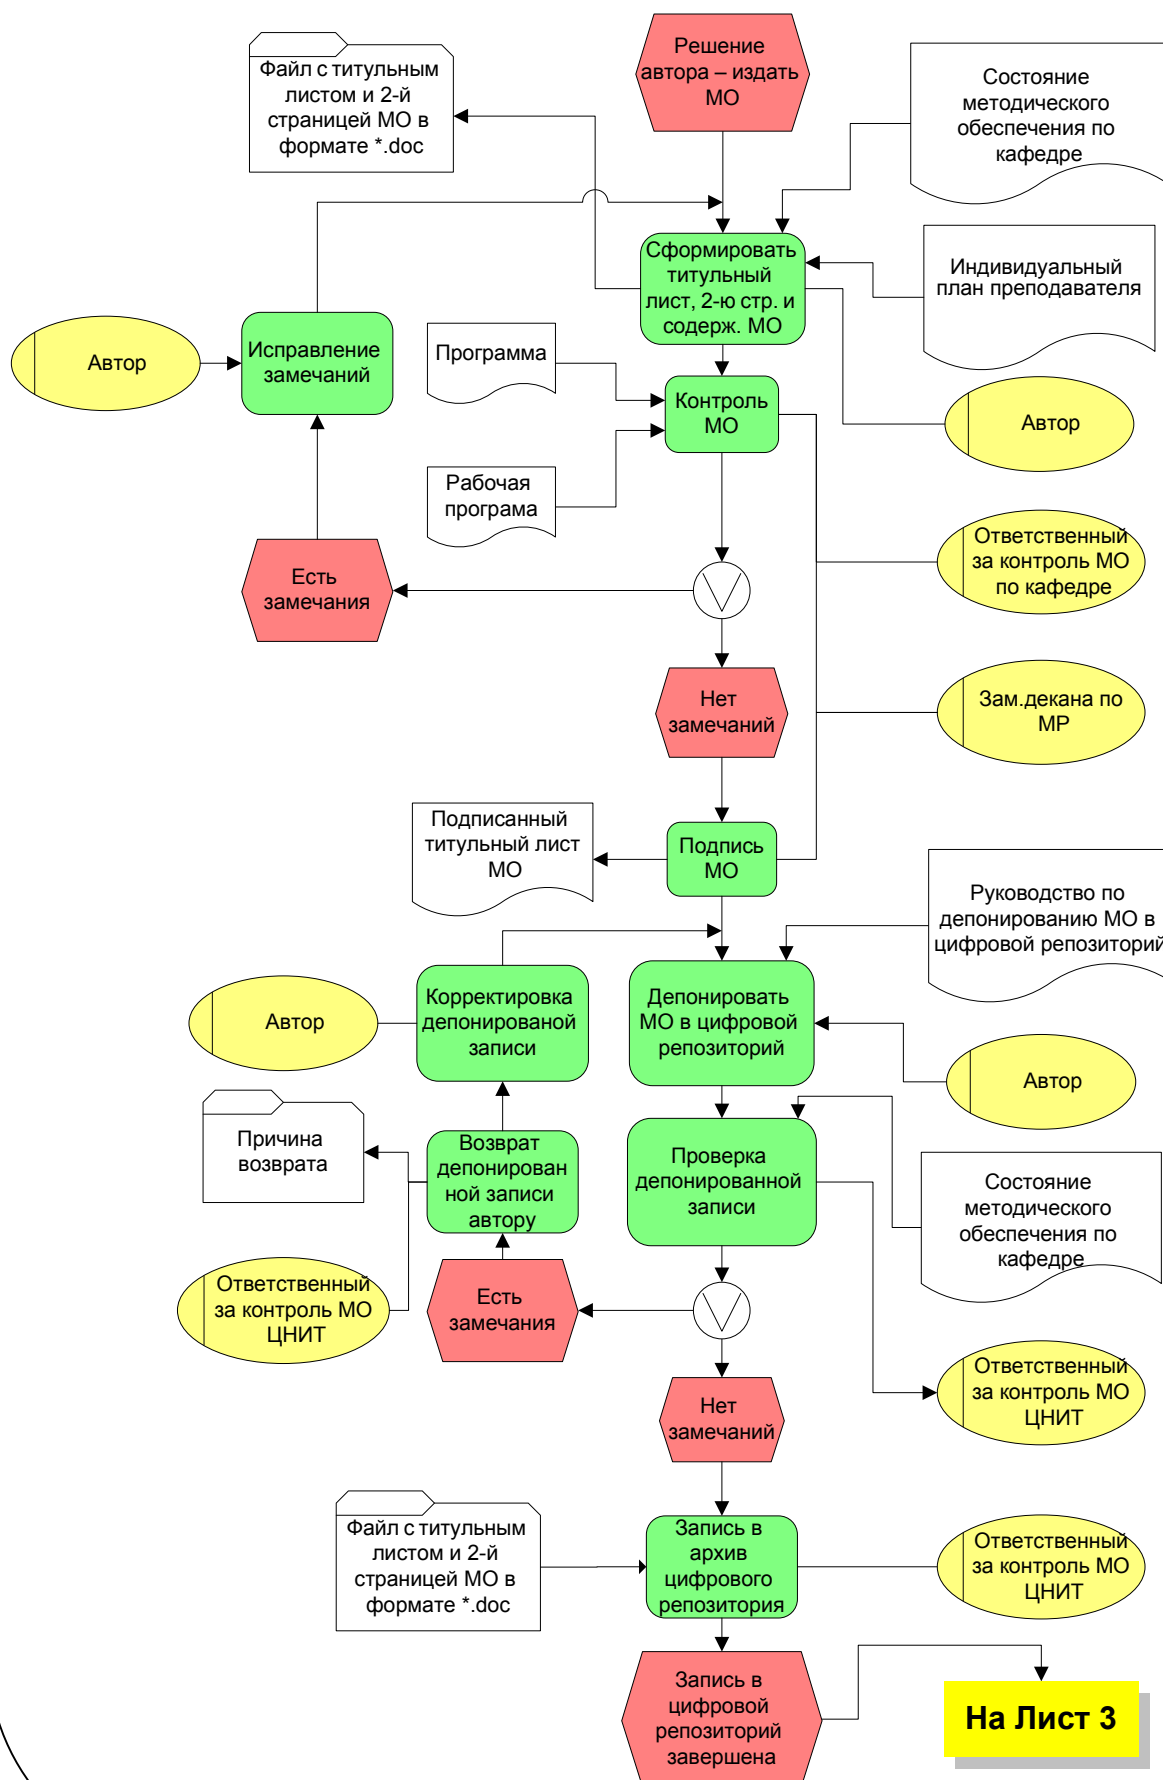 Решение
автора – издать
МО
Файл с титульным
листом и 2-й
страницей МО в
формате *.doc
Состояние
методического
обеспечения по
кафедре
Сформировать
титульный
лист, 2-ю стр. и
содерж. МО
Индивидуальный
план преподавателя
Автор
Исправление
замечаний
Программа
Контроль
МО
Автор
Рабочая
програма
Ответственный
за контроль МО
по кафедре
Есть
замечания
Нет
замечаний
Зам.декана по
МР
Подписанный
титульный лист
МО
Подпись
МО
Руководство по
депонированию МО в
цифровой репозиторий
Автор
Корректировка
депонированой
записи
Депонировать
МО в цифровой
репозиторий
Автор
Причина
возврата
Возврат
депонирован
ной записи
автору
Проверка
депонированной
записи
Состояние
методического
обеспечения по
кафедре
Ответственный
за контроль МО
ЦНИТ
Есть
замечания
Ответственный
за контроль МО
ЦНИТ
Нет
замечаний
Файл с титульным
листом и 2-й
страницей МО в
формате *.doc
Запись в
архив
цифрового
репозитория
Ответственный
за контроль МО
ЦНИТ
Запись в
цифровой
репозиторий
завершена
На Лист 3